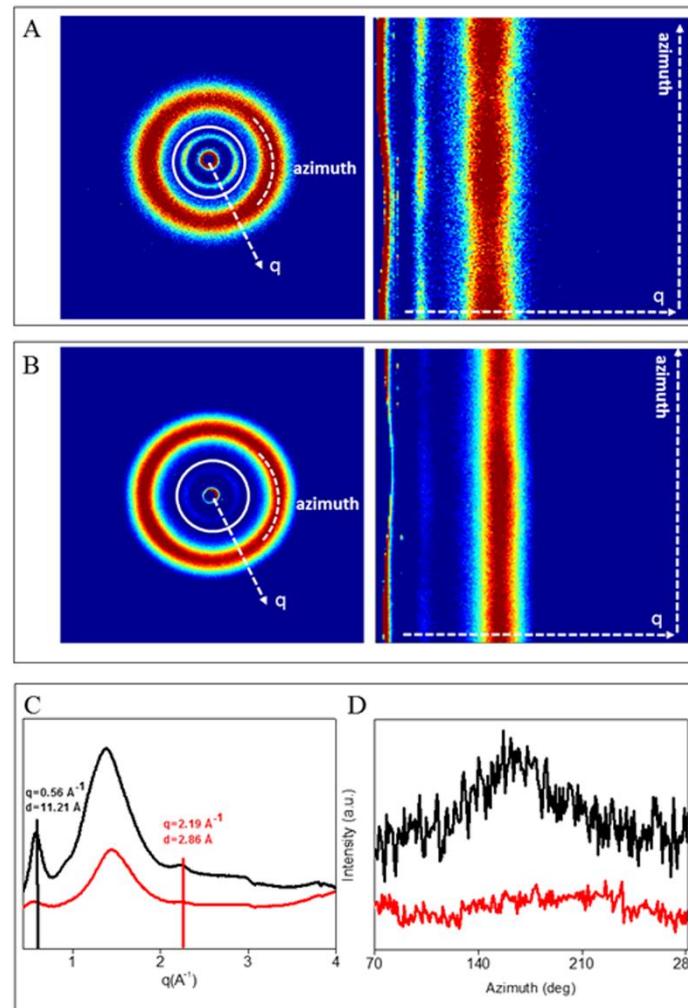 A
azimuth
q
azimuth
q
B
azimuth
q
azimuth
q
C
q=0.56 A⁻¹
d=11.21 A
q=2.19 A⁻¹
d=2.86 A
1
2
3
4
q(A⁻¹)
D
Intensity (a.u.)
70
140
210
28
Azimuth (deg)